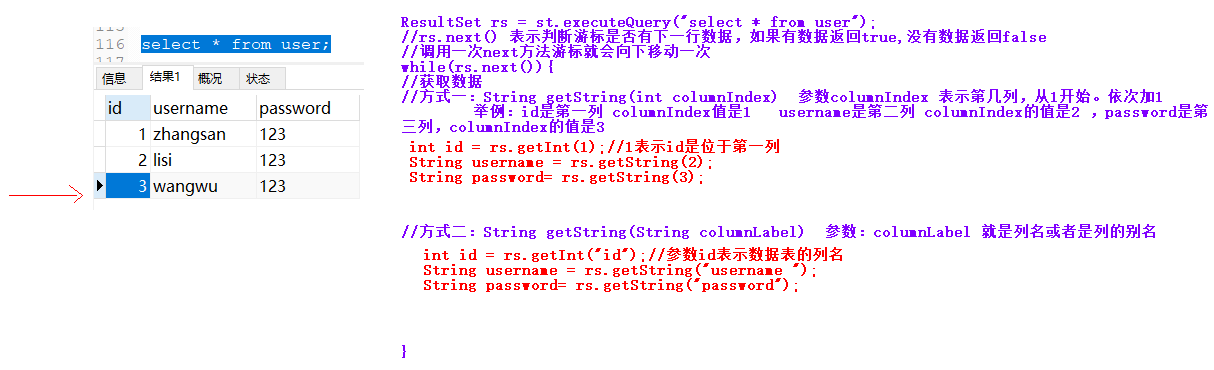 115
116 select * from user;
117
信息 结果1 概况 状态
id username password
1 zhangsan 123
2 lisi 123
3 wangwu 123
ResultSet rs = st.executeQuery("select * from user");
//rs.next() 表示判断游标是否有下一行数据，如果有数据返回true,没有数据返回false
//调用一次next方法游标就会向下移动一次
while(rs.next()){
//获取数据
//方式一：String getString(int columnIndex) 参数columnIndex 表示第几列，从1开始。依次加1
举例：id是第一列 columnIndex值是1 username是第二列 columnIndex的值是2 ，password是第
三列，columnIndex的值是3
int id = rs.getInt(1);//1表示id是位于第一列
String username = rs.getString(2);
String password= rs.getString(3);
//方式二：String getString(String columnLabel) 参数：columnLabel 就是列名或者是列的别名
int id = rs.getInt("id");//参数id表示数据表的列名
String username = rs.getString("username ");
String password= rs.getString("password");
}